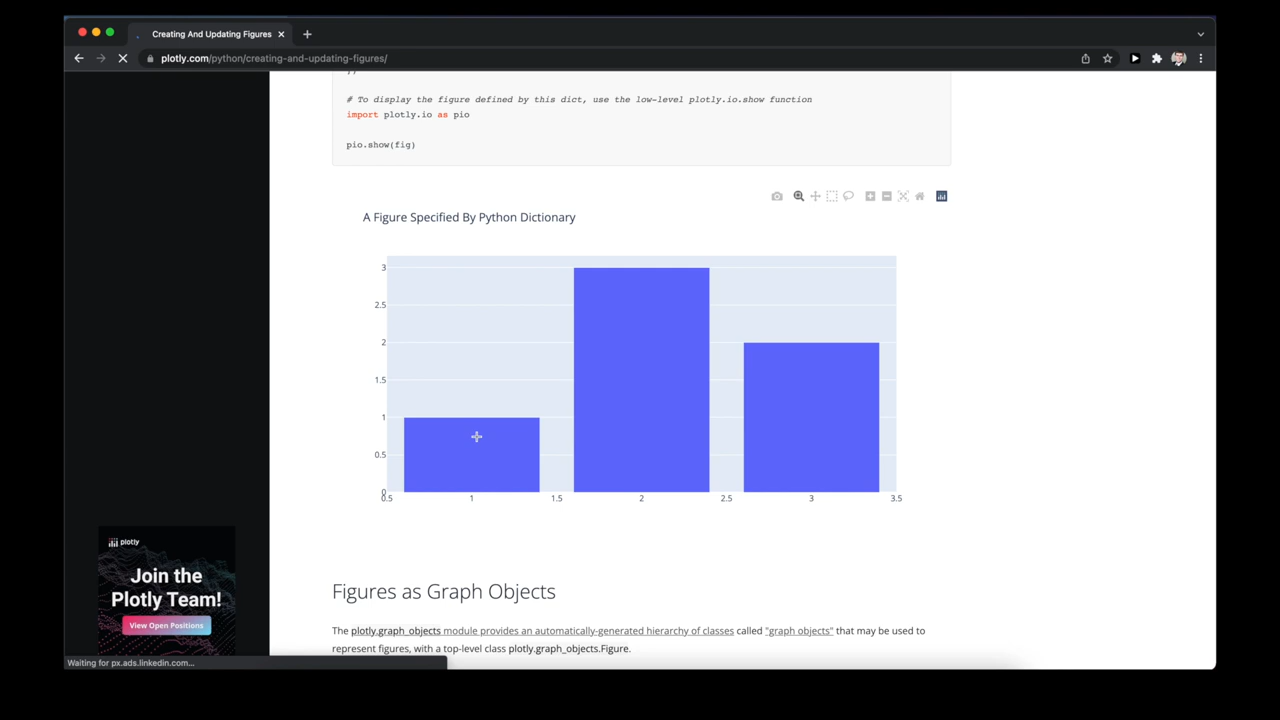 Creating And Updating Figures
plotly.com/python/creating-and-updating-figures/
# To display the figure defined by this dict, use the low-level plotly.io.show function
import plotly.io as pio
pio.show(fig)
A Figure Specified By Python Dictionary
3
2.5
2
1.5
1
0.5
0
0.5
1
1.5
2
2.5
3
3.5
plotly
Join the
Plotly Team!
View Open Positions
Figures as Graph Objects
The plotly.graph_objects module provides an automatically-generated hierarchy of classes called "graph objects" that may be used to
represent figures, with a top-level class plotly.graph_objects.Figure.
Waiting for px.ads.linkedin.com...